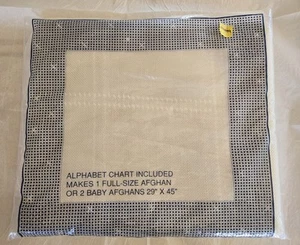 ALPHABET CHART INCLUDED
MAKES 1 FULL-SIZE AFGHAN
OR 2 BABY AFGHANS 29" X 45"